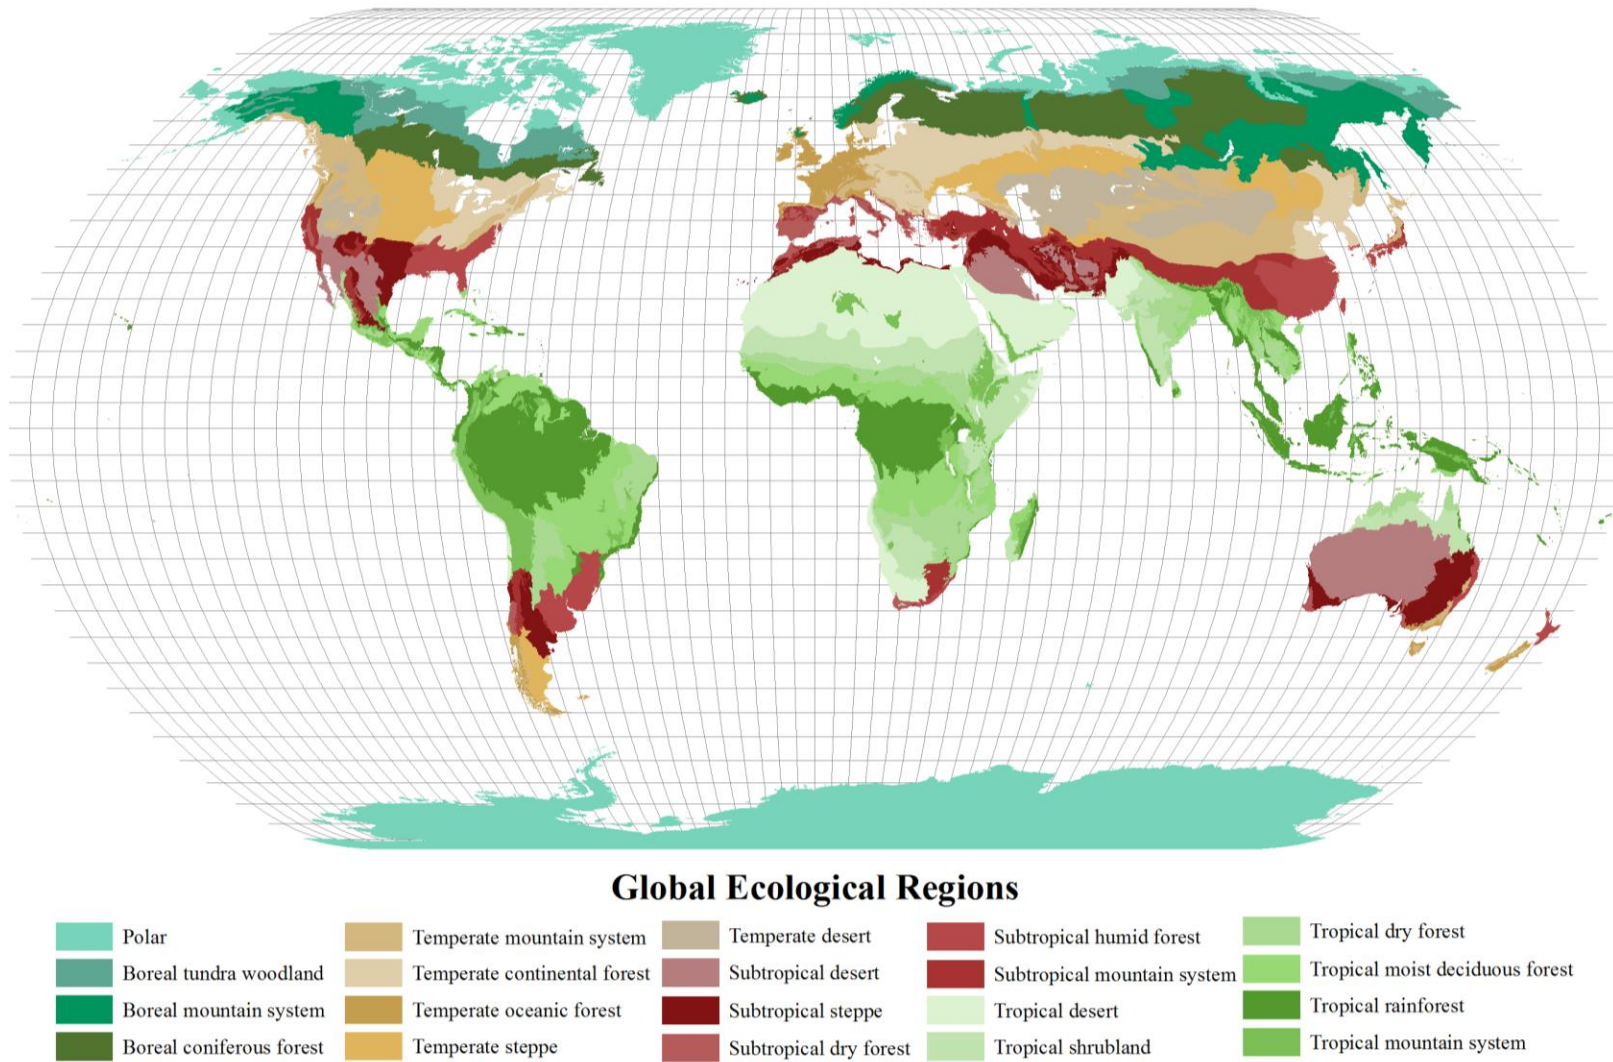 Global Ecological Regions
Polar
Boreal tundra woodland
Boreal mountain system
Boreal coniferous forest
Temperate mountain system
Temperate continental forest
Temperate oceanic forest
Temperate steppe
Temperate desert
Subtropical desert
Subtropical steppe
Subtropical dry forest
Subtropical humid forest
Subtropical mountain system
Tropical desert
Tropical shrubland
Tropical dry forest
Tropical moist deciduous forest
Tropical rainforest
Tropical mountain system